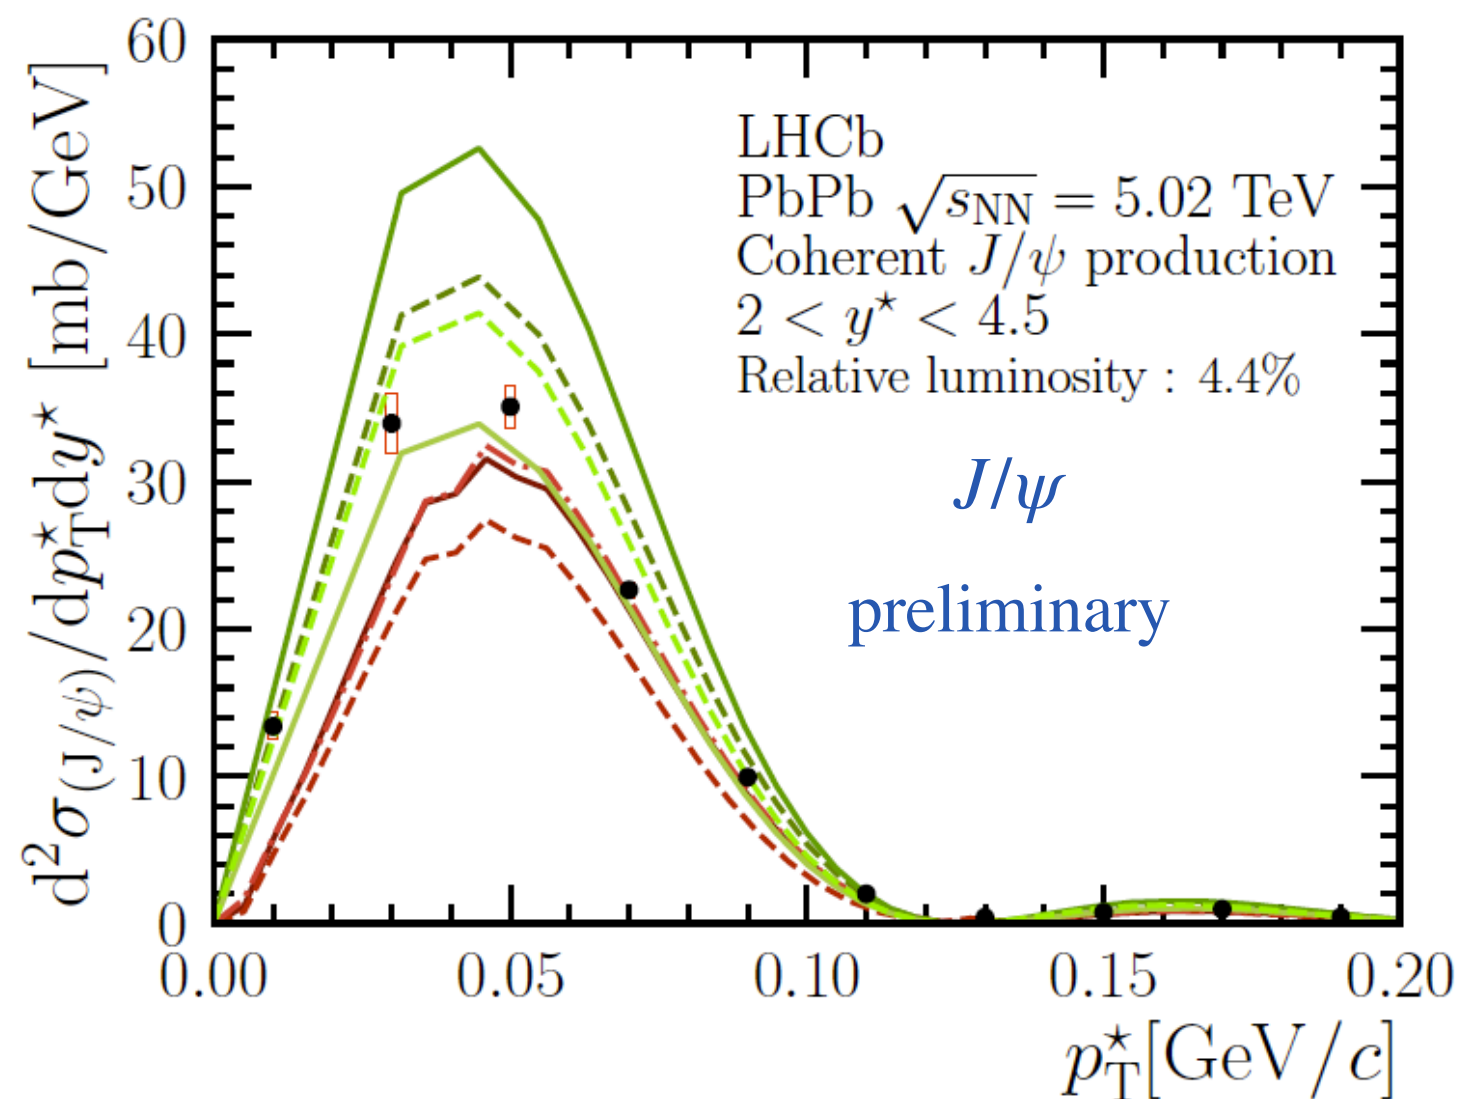 60
50
40
30
20
10
0
d²σ(J/ψ)/dp*Tdy* [mb/GeV]
LHCb
PbPb √sNN = 5.02 TeV
Coherent J/ψ production
2 < y* < 4.5
Relative luminosity : 4.4%
J/ψ
preliminary
0.00 0.05 0.10 0.15 0.20
p*T[GeV/c]